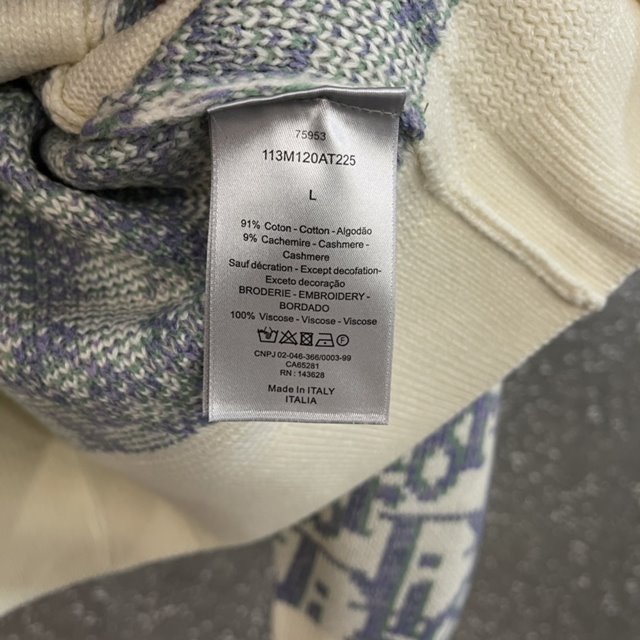 75953
113M120AT225
L
91% Coton - Cotton - Algodão
9% Cachemire - Cashmere -
Cashmere
Sauf décration - Except decofation-
Exceto decoração
BRODERIE - EMBROIDERY -
BORDADO
100% Viscose - Viscose - Viscose
CNPJ 02-046-366/0003-99
CA65281
RN : 143628
Made In ITALY
ITALIA